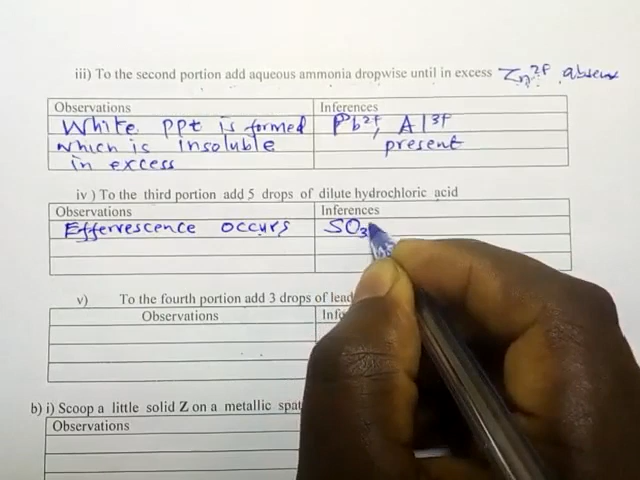 iii) To the second portion add aqueous ammonia dropwise until in excess Zn²⁺ absent
Observations Inferences
White ppt is formed Pb²⁺, Al³⁺
which is insoluble present
in excess
iv) To the third portion add 5 drops of dilute hydrochloric acid
Observations Inferences
Effervescence occurs SO₃
v) To the fourth portion add 3 drops of lead
Observations
b) i) Scoop a little solid Z on a metallic
Observations